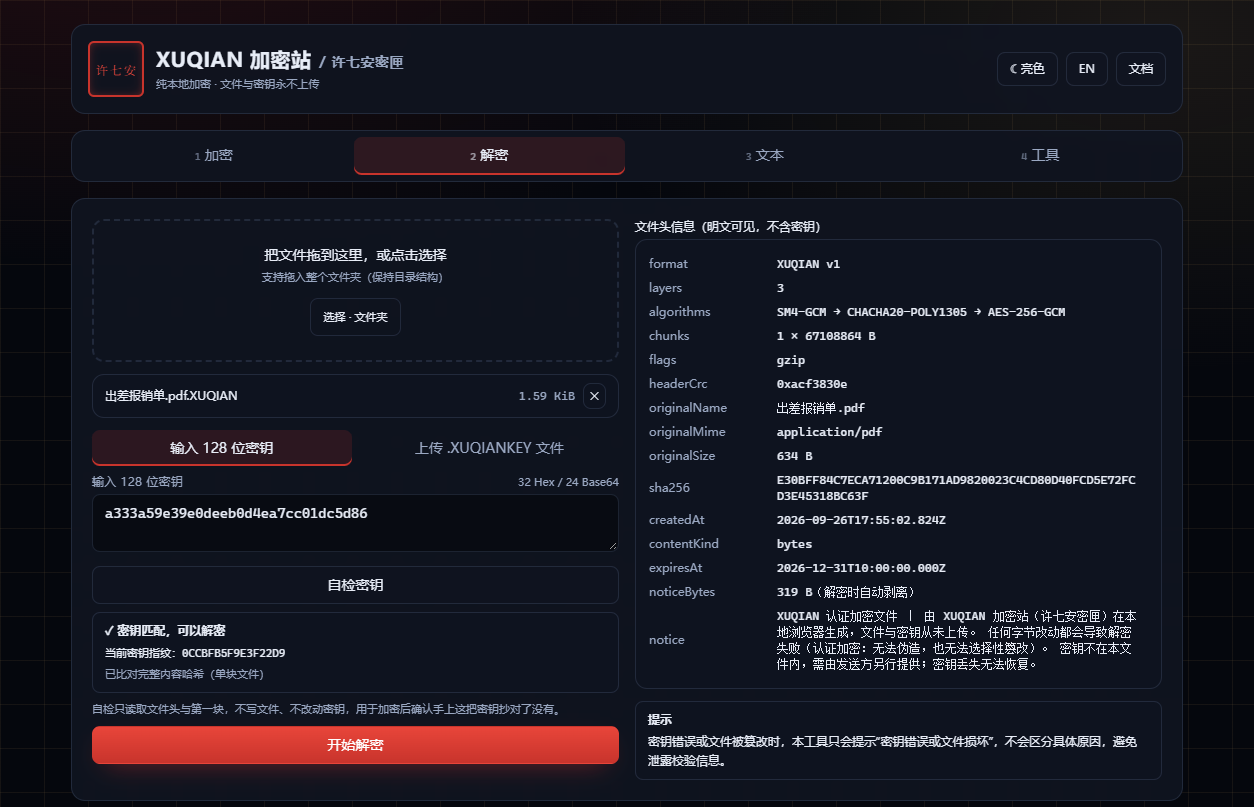 许七安
XUQIAN 加密站 / 许七安密匣
纯本地加密 · 文件与密钥永不上传
☾亮色
EN
文档
1 加密
2 解密
3 文本
4 工具
把文件拖到这里，或点击选择
支持拖入整个文件夹（保持目录结构）
选择 · 文件夹
出差报销单.pdf.XUQIAN
1.59 KiB ✕
输入 128 位密钥
上传 .XUQIANKEY 文件
输入 128 位密钥
32 Hex / 24 Base64
a333a59e39e0deeb0d4ea7cc01dc5d86
自检密钥
✓ 密钥匹配，可以解密
当前密钥指纹：0CCBFB5F9E3F22D9
已比对完整内容哈希（单块文件）
自检只读取文件头与第一块，不写文件、不改动密钥，用于加密后确认手上这把密钥抄对了没有。
开始解密
文件头信息（明文可见，不含密钥）
format XUQIAN v1
layers 3
algorithms SM4-GCM → CHACHA20-POLY1305 → AES-256-GCM
chunks 1 × 67108864 B
flags gzip
headerCrc 0xacf3830e
originalName 出差报销单.pdf
originalMime application/pdf
originalSize 634 B
sha256 E30BFF84C7ECA71200C9B171AD9820023C4CD80D40FCD5E72FC
D3E45318BC63F
createdAt 2026-09-26T17:55:02.824Z
contentKind bytes
expiresAt 2026-12-31T10:00:00.000Z
noticeBytes 319 B（解密时自动剥离）
notice XUQIAN 认证加密文件 ｜ 由 XUQIAN 加密站（许七安密匣）在本
地浏览器生成，文件与密钥从未上传。 任何字节改动都会导致解密
失败（认证加密：无法伪造，也无法选择性篡改）。 密钥不在本文
件内，需由发送方另行提供；密钥丢失无法恢复。
提示
密钥错误或文件被篡改时，本工具只会提示“密钥错误或文件损坏”，不会区分具体原因，避免
泄露校验信息。